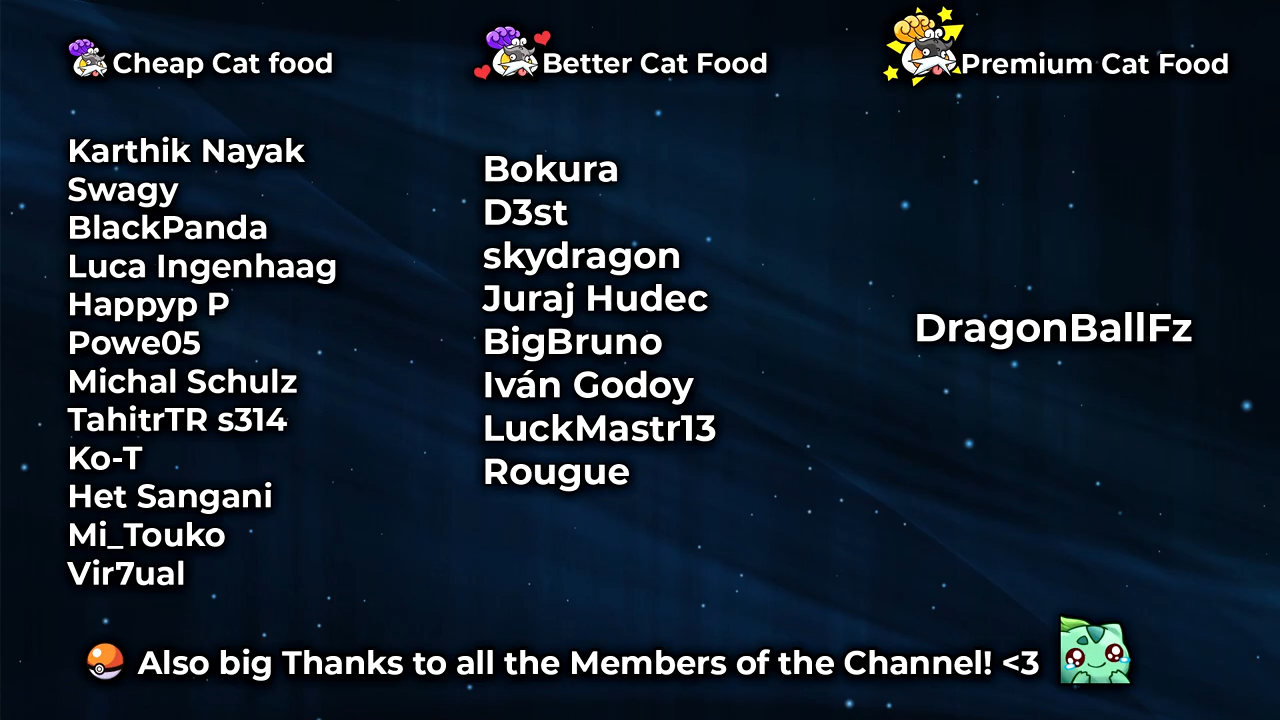 Cheap Cat food
Better Cat Food
Premium Cat Food
Karthik Nayak
Swagy
BlackPanda
Luca Ingenhaag
Happyp P
Powe05
Michal Schulz
TahitrTR s314
Ko-T
Het Sangani
Mi_Touko
Vir7ual
Bokura
D3st
skydragon
Juraj Hudec
BigBruno
Iván Godoy
LuckMastr13
Rougue
DragonBallFz
Also big Thanks to all the Members of the Channel! <3